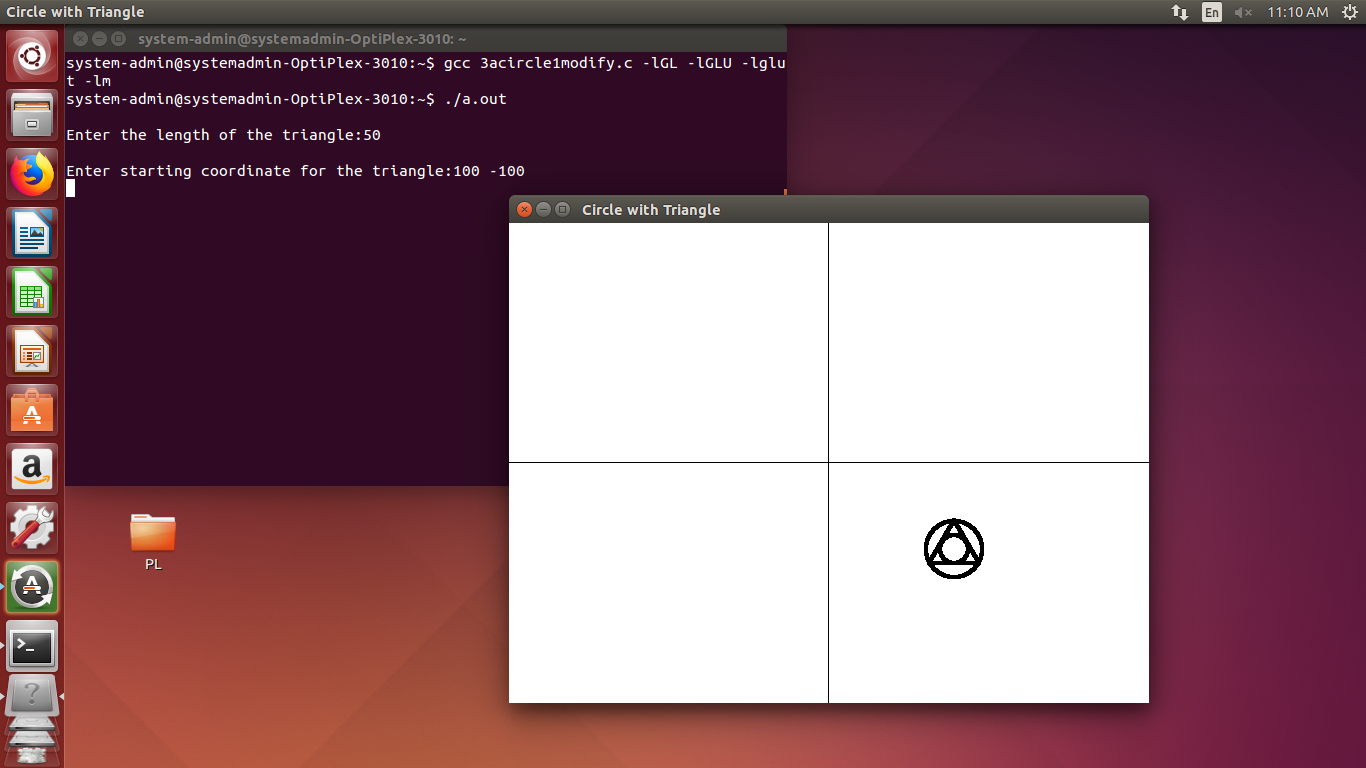 Circle with Triangle
En
11:10 AM
system-admin@systemadmin-OptiPlex-3010: ~
system-admin@systemadmin-OptiPlex-3010:~$ gcc 3acircle1modify.c -lGL -lGLU -lglu
t -lm
system-admin@systemadmin-OptiPlex-3010:~$ ./a.out
Enter the length of the triangle:50
Enter starting coordinate for the triangle:100 -100
Circle with Triangle
a
PL